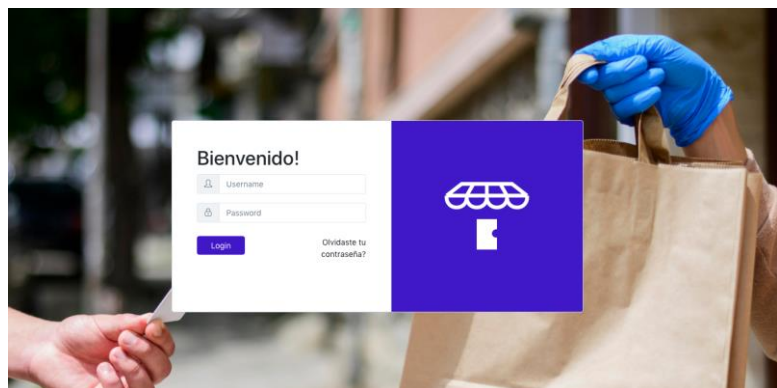 Bienvenido!
Username
Password
Login
Olvidaste tu
contraseña?